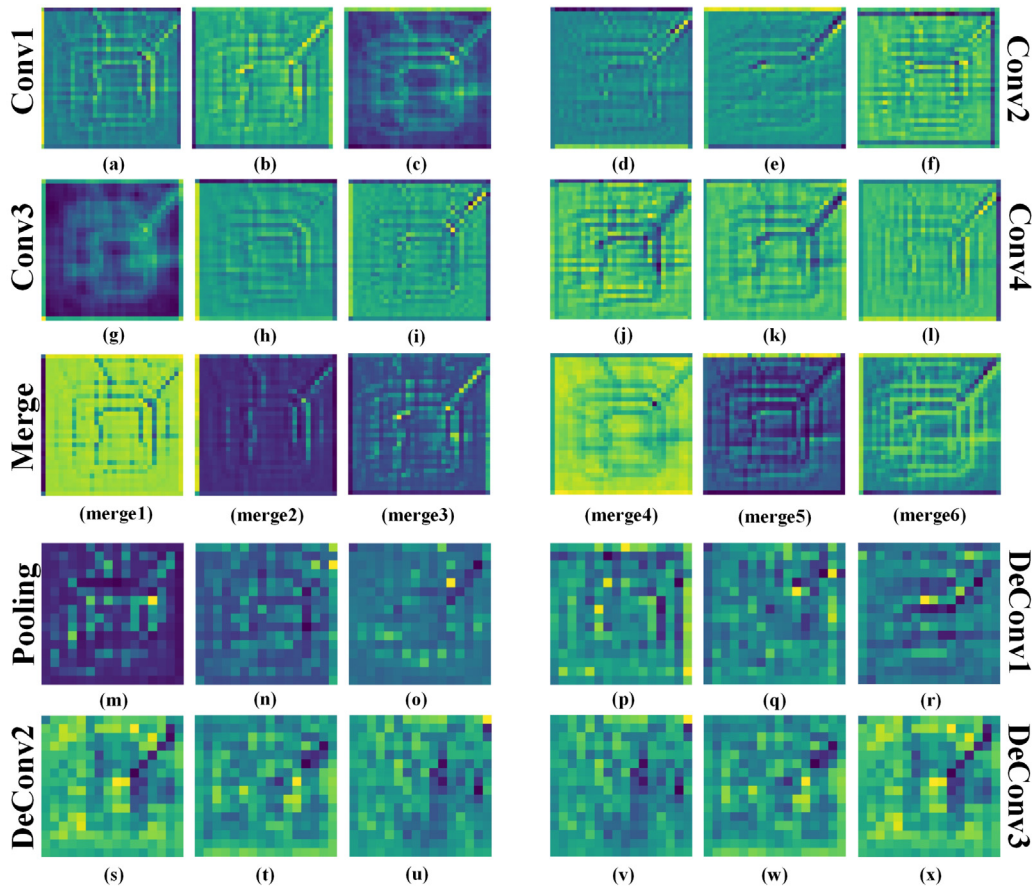 Conv1
Conv2
(a) (b) (c) (d) (e) (f)
Conv3
Conv4
(g) (h) (i) (j) (k) (l)
Merge
(merge1) (merge2) (merge3) (merge4) (merge5) (merge6)
Pooling
DeConv1
(m) (n) (o) (p) (q) (r)
DeConv2
DeConv3
(s) (t) (u) (v) (w) (x)